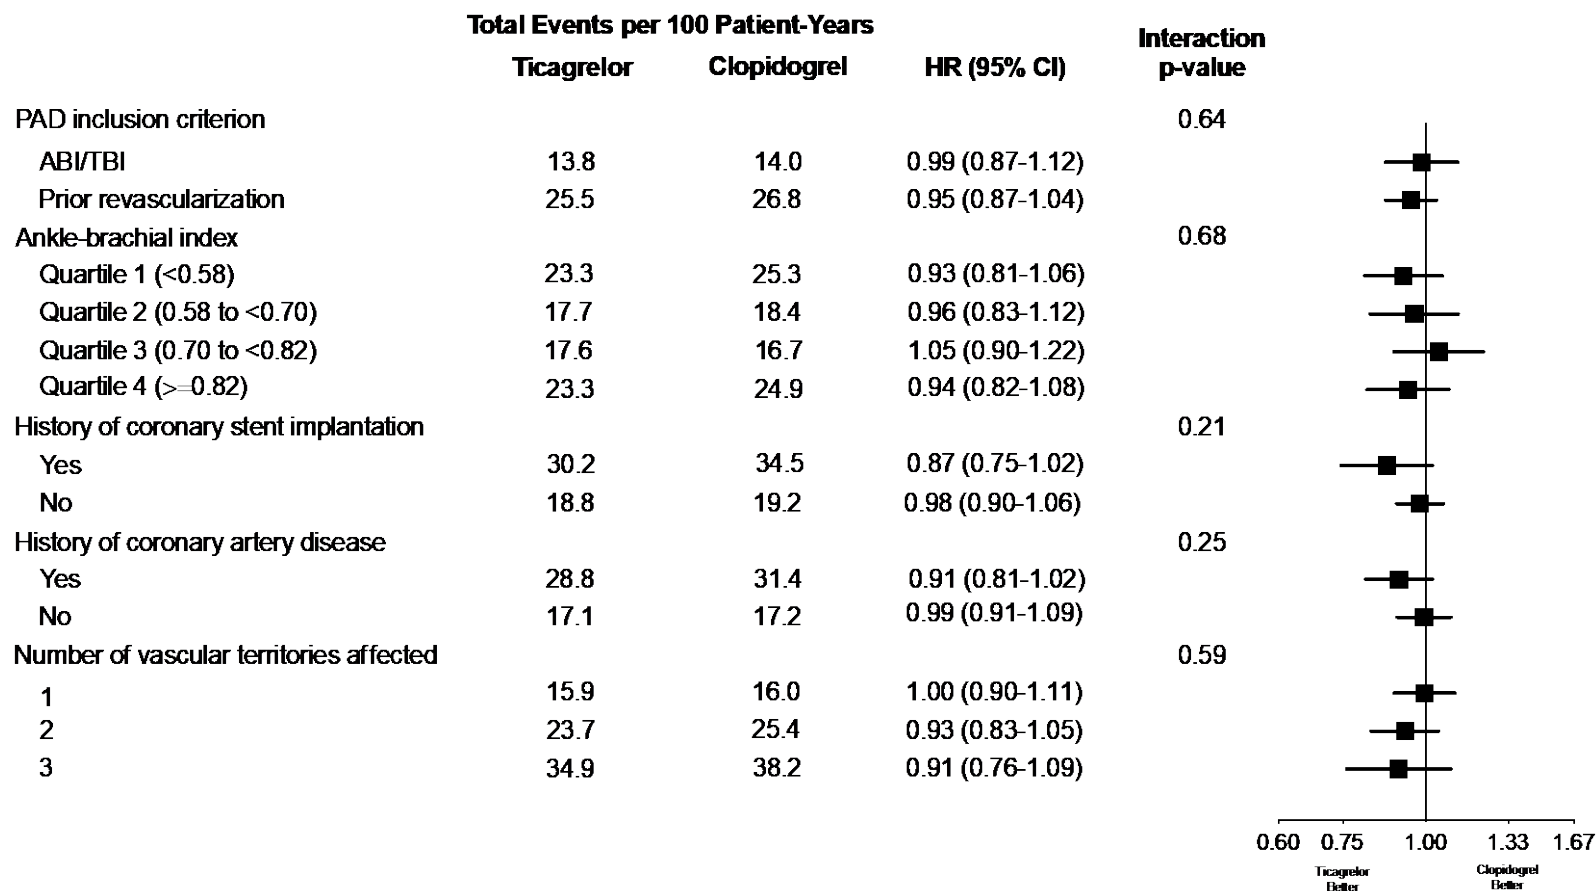 Total Events per 100 Patient-Years
Ticagrelor Clopidogrel HR (95% CI) Interaction p-value
PAD inclusion criterion 0.64
ABI/TBI 13.8 14.0 0.99 (0.87-1.12)
Prior revascularization 25.5 26.8 0.95 (0.87-1.04)
Ankle-brachial index 0.68
Quartile 1 (<0.58) 23.3 25.3 0.93 (0.81-1.06)
Quartile 2 (0.58 to <0.70) 17.7 18.4 0.96 (0.83-1.12)
Quartile 3 (0.70 to <0.82) 17.6 16.7 1.05 (0.90-1.22)
Quartile 4 (>=0.82) 23.3 24.9 0.94 (0.82-1.08)
History of coronary stent implantation 0.21
Yes 30.2 34.5 0.87 (0.75-1.02)
No 18.8 19.2 0.98 (0.90-1.06)
History of coronary artery disease 0.25
Yes 28.8 31.4 0.91 (0.81-1.02)
No 17.1 17.2 0.99 (0.91-1.09)
Number of vascular territories affected 0.59
1 15.9 16.0 1.00 (0.90-1.11)
2 23.7 25.4 0.93 (0.83-1.05)
3 34.9 38.2 0.91 (0.76-1.09)
0.60 0.75 1.00 1.33 1.67
Ticagrelor Clopidogrel
Better Better